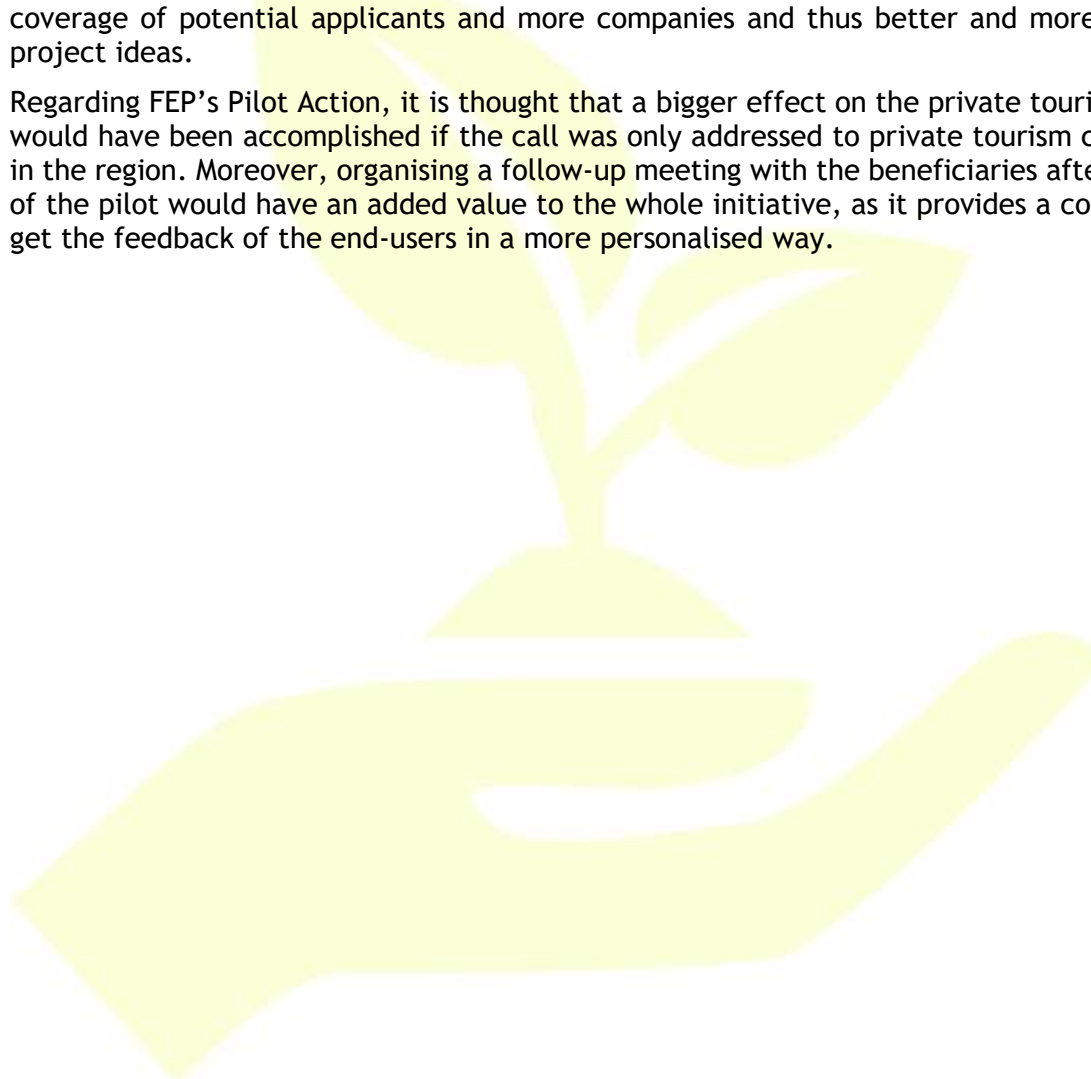 coverage of potential applicants and more companies and thus better and more
project ideas.
Regarding FEP’s Pilot Action, it is thought that a bigger effect on the private
would have been accomplished if the call was only addressed to private tourism
in the region. Moreover, organising a follow-up meeting with the beneficiaries
of the pilot would have an added value to the whole initiative, as it provides a
get the feedback of the end-users in a more personalised way.